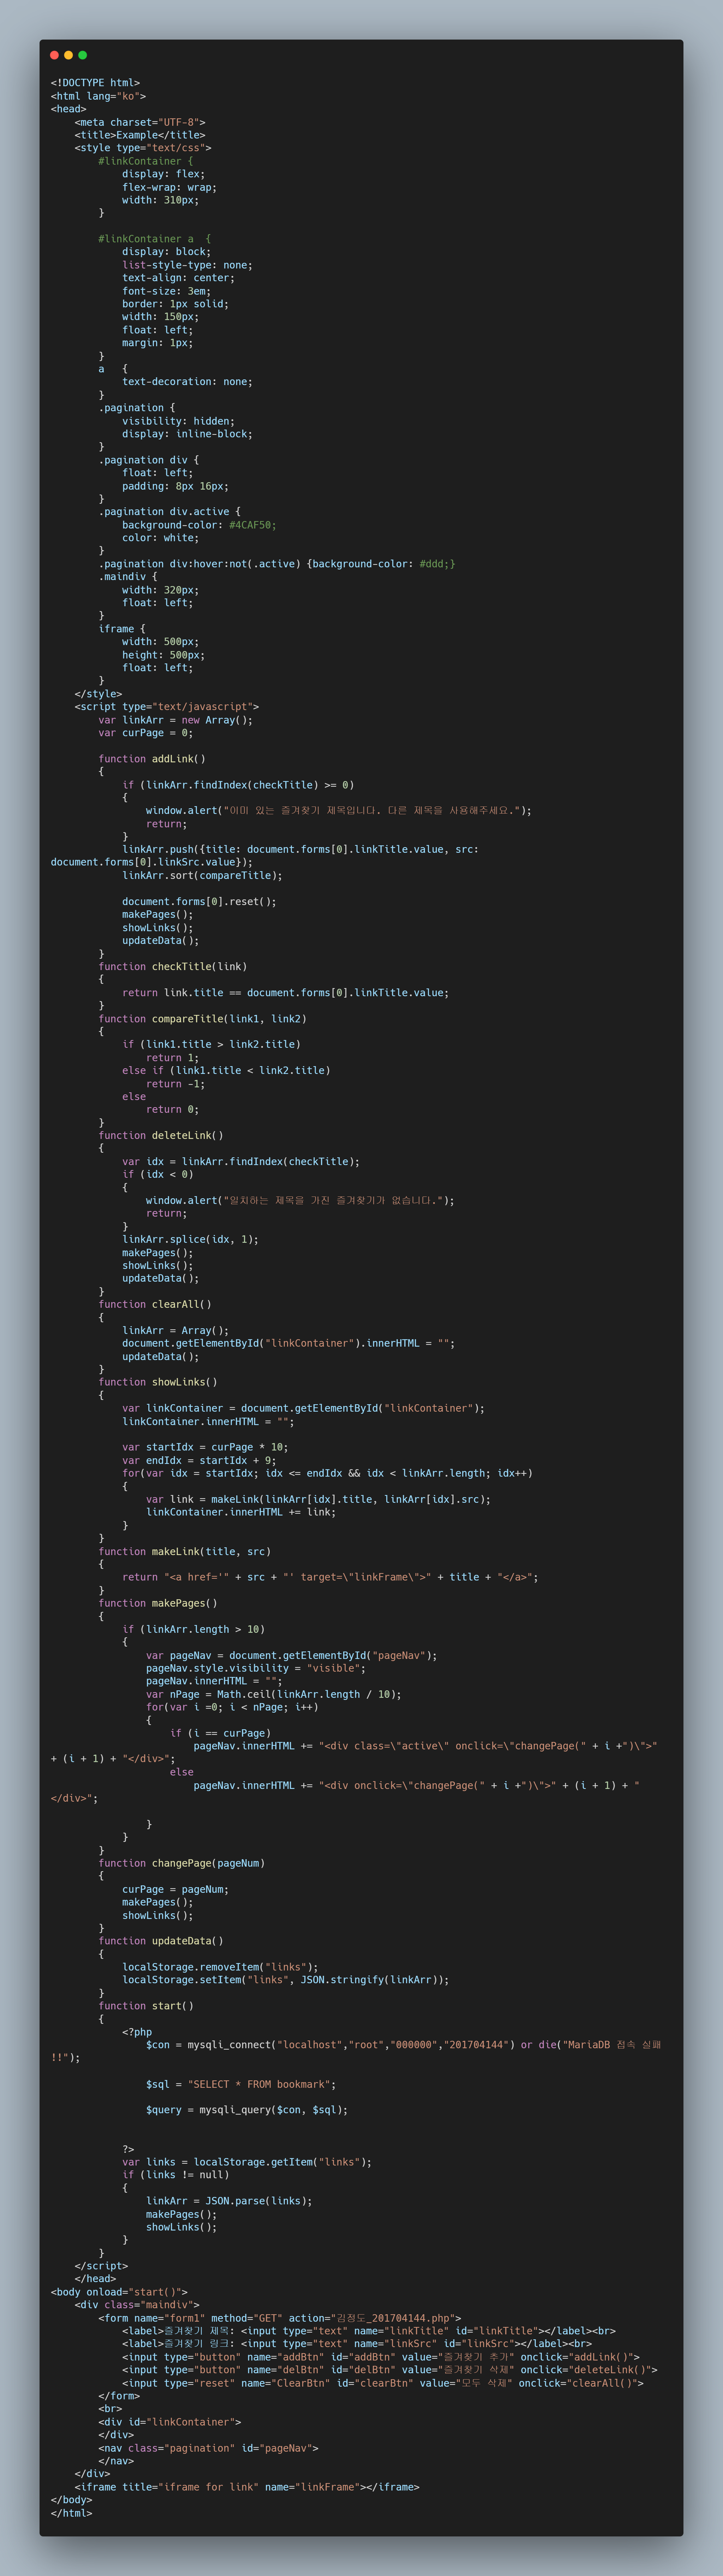 <!DOCTYPE html>
<html lang="ko">
<head>
    <meta charset="UTF-8">
    <title>Example</title>
    <style type="text/css">
        #linkContainer {
            display: flex;
            flex-wrap: wrap;
            width: 310px;
        }

        #linkContainer a  {
            display: block;
            list-style-type: none;
            text-align: center;
            font-size: 3em;
            border: 1px solid;
            width: 150px;
            float: left;
            margin: 1px;
        }
        a   {
            text-decoration: none;
        }
        .pagination {
            visibility: hidden;
            display: inline-block;
        }
        .pagination div {
            float: left;
            padding: 8px 16px;
        }
        .pagination div.active {
            background-color: #4CAF50;
            color: white;
        }
        .pagination div:hover:not(.active) {background-color: #ddd;}
        .maindiv {
            width: 320px;
            float: left;
        }
        iframe {
            width: 500px;
            height: 500px;
            float: left;
        }
    </style>
    <script type="text/javascript">
        var linkArr = new Array();
        var curPage = 0;

        function addLink()
        {
            if (linkArr.findIndex(checkTitle) >= 0)
            {
                window.alert("이미 있는 즐겨찾기 제목입니다. 다른 제목을 사용해주세요.");
                return;
            }
            linkArr.push({title: document.forms[0].linkTitle.value, src:
document.forms[0].linkSrc.value});
            linkArr.sort(compareTitle);

            document.forms[0].reset();
            makePages();
            showLinks();
            updateData();
        }
        function checkTitle(link)
        {
            return link.title == document.forms[0].linkTitle.value;
        }
        function compareTitle(link1, link2)
        {
            if (link1.title > link2.title)
                return 1;
            else if (link1.title < link2.title)
                return -1;
            else
                return 0;
        }
        function deleteLink()
        {
            var idx = linkArr.findIndex(checkTitle);
            if (idx < 0)
            {
                window.alert("일치하는 제목을 가진 즐겨찾기가 없습니다.");
                return;
            }
            linkArr.splice(idx, 1);
            makePages();
            showLinks();
            updateData();
        }
        function clearAll()
        {
            linkArr = Array();
            document.getElementById("linkContainer").innerHTML = "";
            updateData();
        }
        function showLinks()
        {
            var linkContainer = document.getElementById("linkContainer");
            linkContainer.innerHTML = "";

            var startIdx = curPage * 10;
            var endIdx = startIdx + 9;
            for(var idx = startIdx; idx <= endIdx && idx < linkArr.length; idx++)
            {
                var link = makeLink(linkArr[idx].title, linkArr[idx].src);
                linkContainer.innerHTML += link;
            }
        }
        function makeLink(title, src)
        {
            return "<a href='" + src + "' target=\"linkFrame\">" + title + "</a>";
        }
        function makePages()
        {
            if (linkArr.length > 10)
            {
                var pageNav = document.getElementById("pageNav");
                pageNav.style.visibility = "visible";
                pageNav.innerHTML = "";
                var nPage = Math.ceil(linkArr.length / 10);
                for(var i =0; i < nPage; i++)
                {
                    if (i == curPage)
                        pageNav.innerHTML += "<div class=\"active\" onclick=\"changePage(" + i +")\">"
+ (i + 1) + "</div>";
                    else
                        pageNav.innerHTML += "<div onclick=\"changePage(" + i +")\">" + (i + 1) + "
</div>";

                }
            }
        }
        function changePage(pageNum)
        {
            curPage = pageNum;
            makePages();
            showLinks();
        }
        function updateData()
        {
            localStorage.removeItem("links");
            localStorage.setItem("links", JSON.stringify(linkArr));
        }
        function start()
        {
            <?php
                $con = mysqli_connect("localhost","root","000000","201704144") or die("MariaDB 접속 실패
!!");

                $sql = "SELECT * FROM bookmark";

                $query = mysqli_query($con, $sql);


            ?>
            var links = localStorage.getItem("links");
            if (links != null)
            {
                linkArr = JSON.parse(links);
                makePages();
                showLinks();
            }
        }
    </script>
    </head>
<body onload="start()">
    <div class="maindiv">
        <form name="form1" method="GET" action="김정도_201704144.php">
            <label>즐겨찾기 제목: <input type="text" name="linkTitle" id="linkTitle"></label><br>
            <label>즐겨찾기 링크: <input type="text" name="linkSrc" id="linkSrc"></label><br>
            <input type="button" name="addBtn" id="addBtn" value="즐겨찾기 추가" onclick="addLink()">
            <input type="button" name="delBtn" id="delBtn" value="즐겨찾기 삭제" onclick="deleteLink()">
            <input type="reset" name="ClearBtn" id="clearBtn" value="모두 삭제" onclick="clearAll()">
        </form>
        <br>
        <div id="linkContainer">
        </div>
        <nav class="pagination" id="pageNav">
        </nav>
    </div>
    <iframe title="iframe for link" name="linkFrame"></iframe>
</body>
</html>